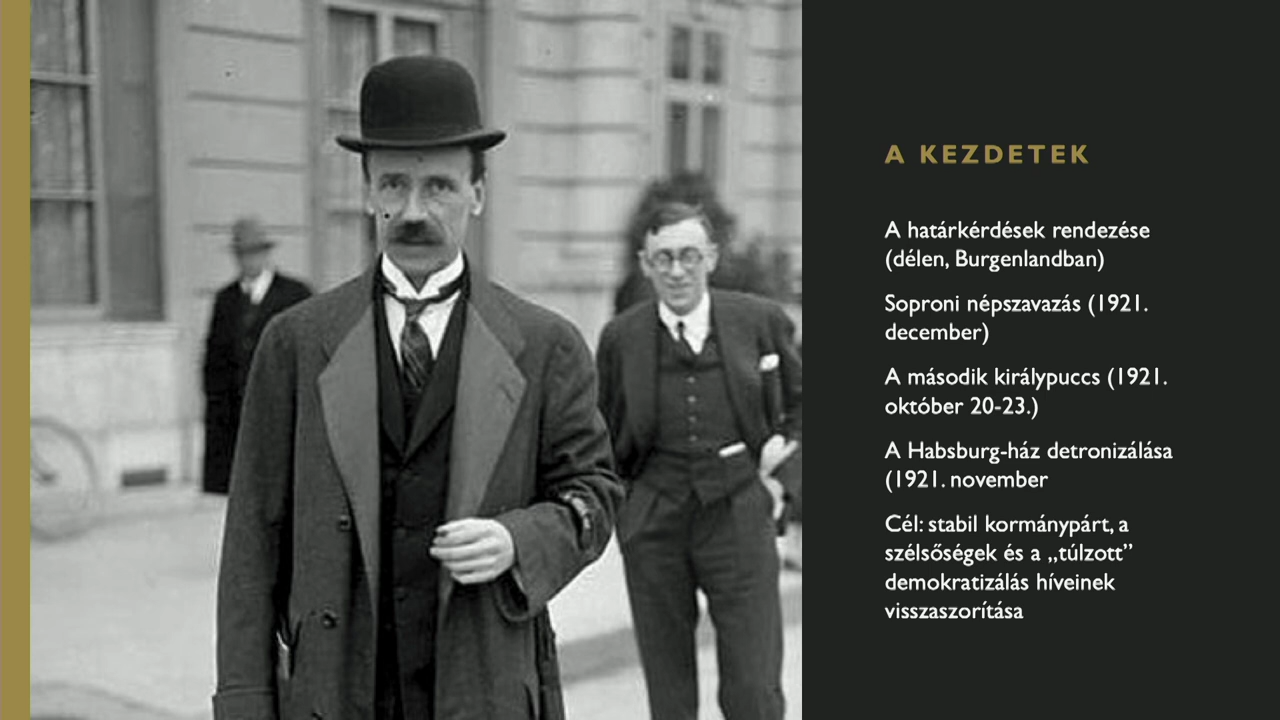 A KEZDETEK
A határkérdések rendezése
(délen, Burgenlandban)
Soproni népszavazás (1921.
december)
A második királypuccs (1921.
október 20-23.)
A Habsburg-ház detronizálása
(1921. november
Cél: stabil kormánypárt, a
szélsőségek és a „túlzott”
demokratizálás híveinek
visszaszorítása